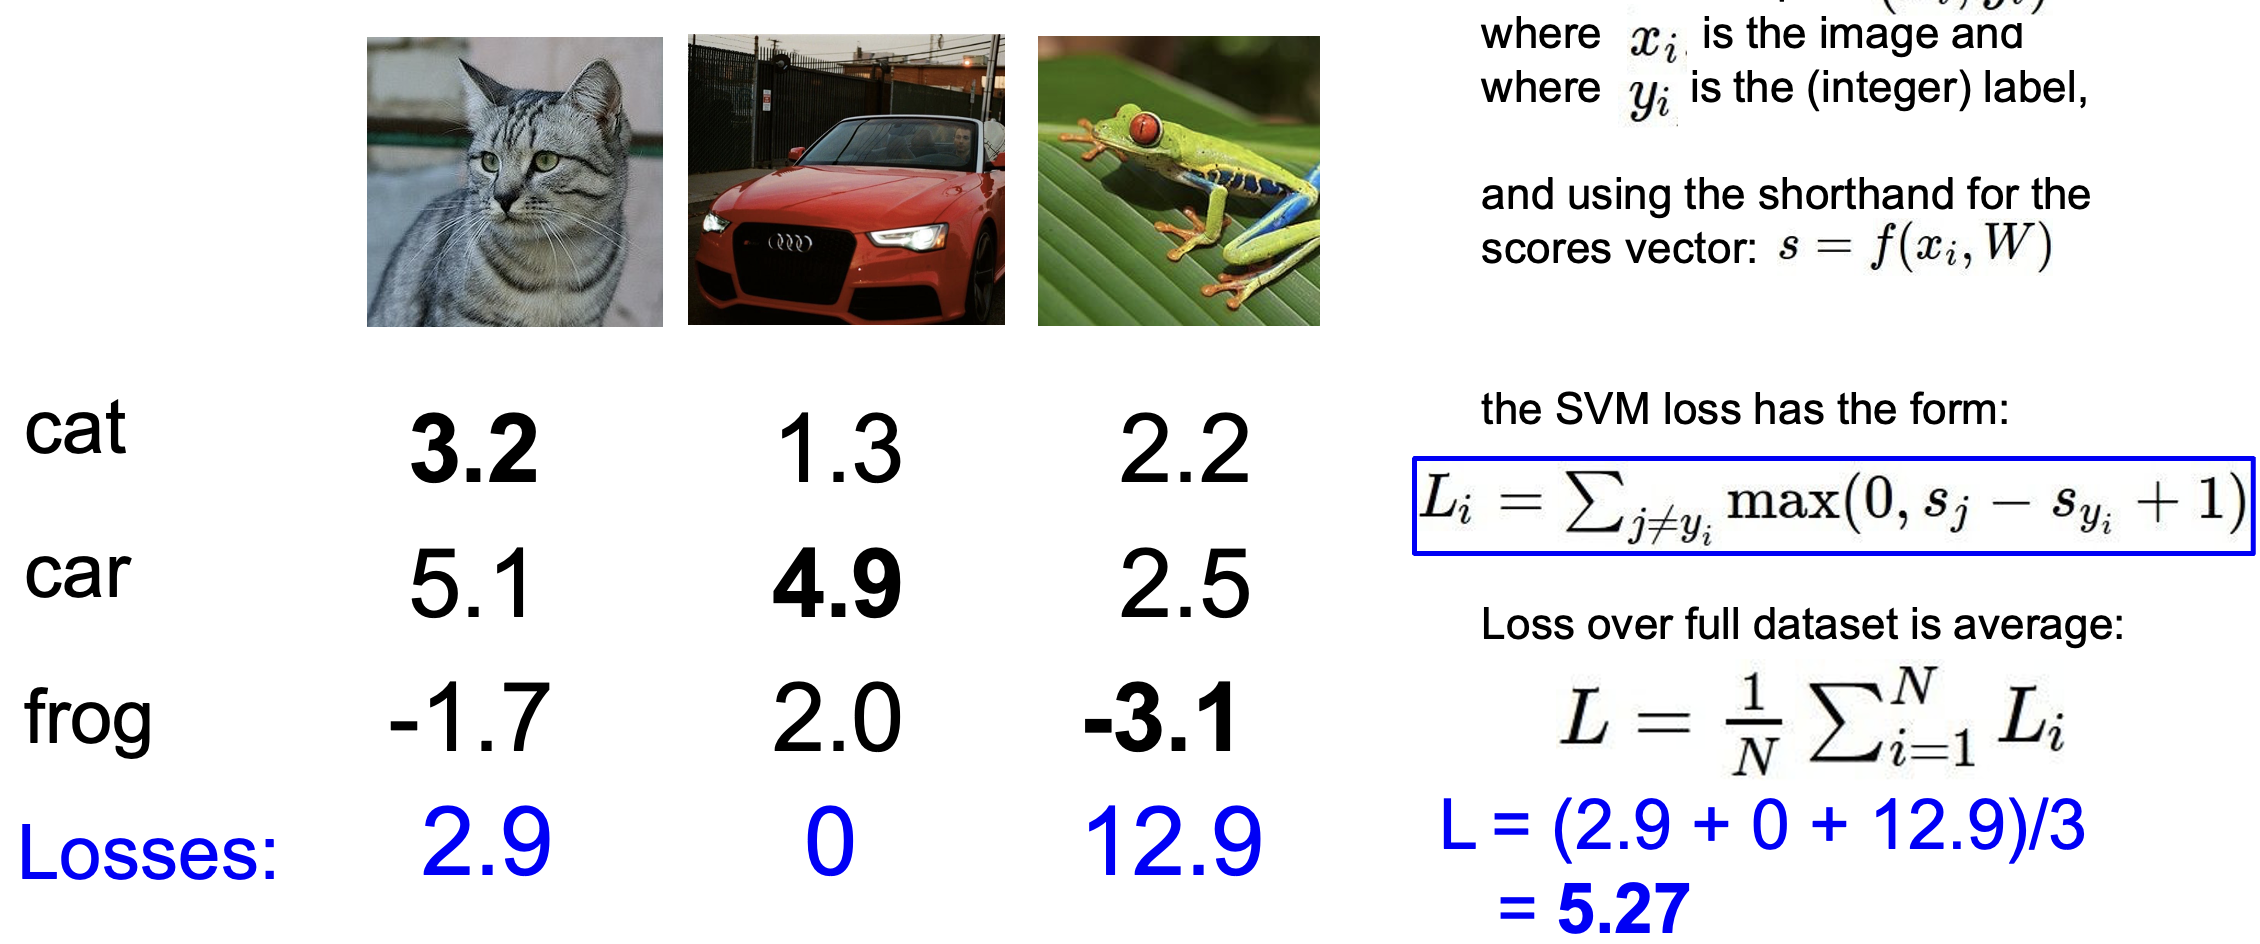 where x_i is the image and
where y_i is the (integer) label,
and using the shorthand for the
scores vector: s = f(x_i, W)
the SVM loss has the form:
L_i = ∑_{j≠y_i} max(0, s_j − s_{y_i} + 1)
Loss over full dataset is average:
L = 1/N ∑_{i=1}^N L_i
L = (2.9 + 0 + 12.9)/3
= 5.27
cat 3.2 1.3 2.2
car 5.1 4.9 2.5
frog -1.7 2.0 -3.1
Losses: 2.9 0 12.9